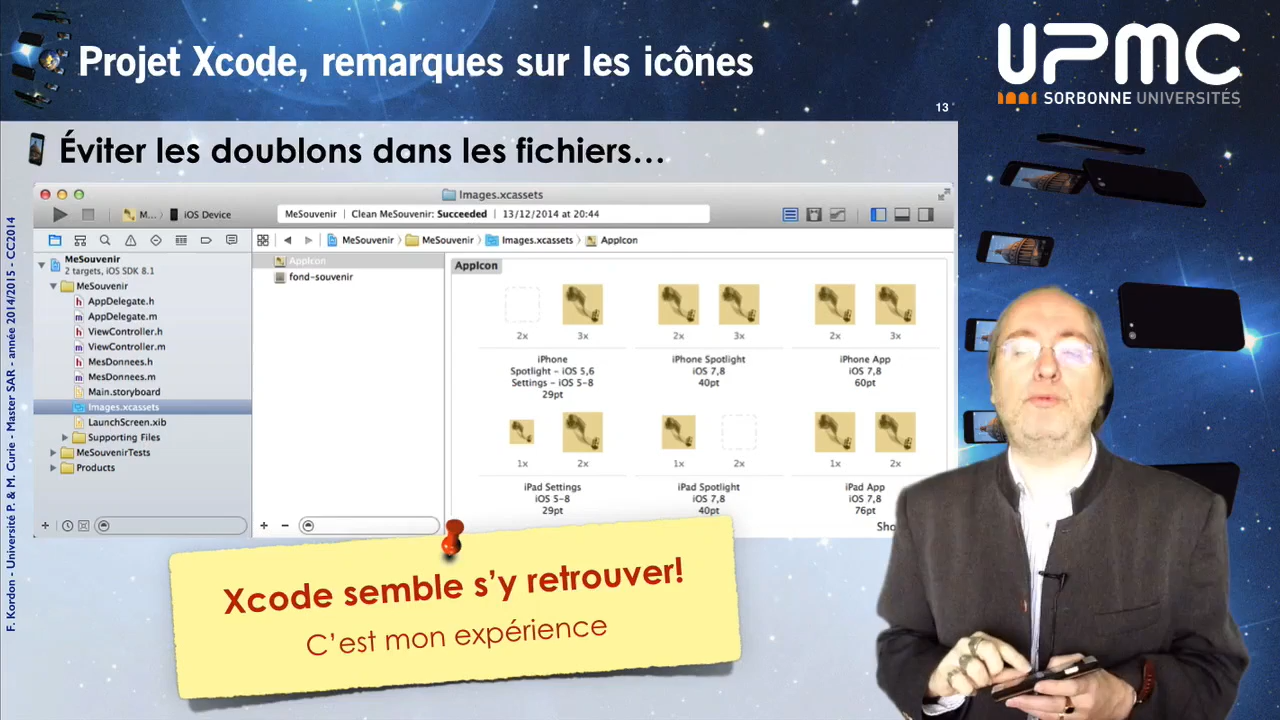 Projet Xcode, remarques sur les icônes
UPMC
SORBONNE UNIVERSITÉS
13
Éviter les doublons dans les fichiers...
Images.xcassets
M... 〉 iOS Device
MeSouvenir | Clean MeSouvenir: Succeeded | 13/12/2014 at 20:44
MeSouvenir 〉 MeSouvenir 〉 Images.xcassets 〉 AppIcon
MeSouvenir
2 targets, iOS SDK 8.1
MeSouvenir
h AppDelegate.h
m AppDelegate.m
h ViewController.h
m ViewController.m
h MesDonnees.h
m MesDonnees.m
Main.storyboard
Images.xcassets
LaunchScreen.xib
Supporting Files
MeSouvenirTests
Products
AppIcon
fond-souvenir
AppIcon
2x 3x 2x 3x 2x 3x
iPhone
Spotlight - iOS 5,6
Settings - iOS 5-8
29pt
iPhone Spotlight
iOS 7,8
40pt
iPhone App
iOS 7,8
60pt
1x 2x 1x 2x 1x 2x
iPad Settings
iOS 5-8
29pt
iPad Spotlight
iOS 7,8
40pt
iPad App
iOS 7,8
76pt
Sho
Xcode semble s'y retrouver!
C'est mon expérience
F. Kordon - Université P. & M. Curie - Master SAR - année 2014/2015 - CC2014